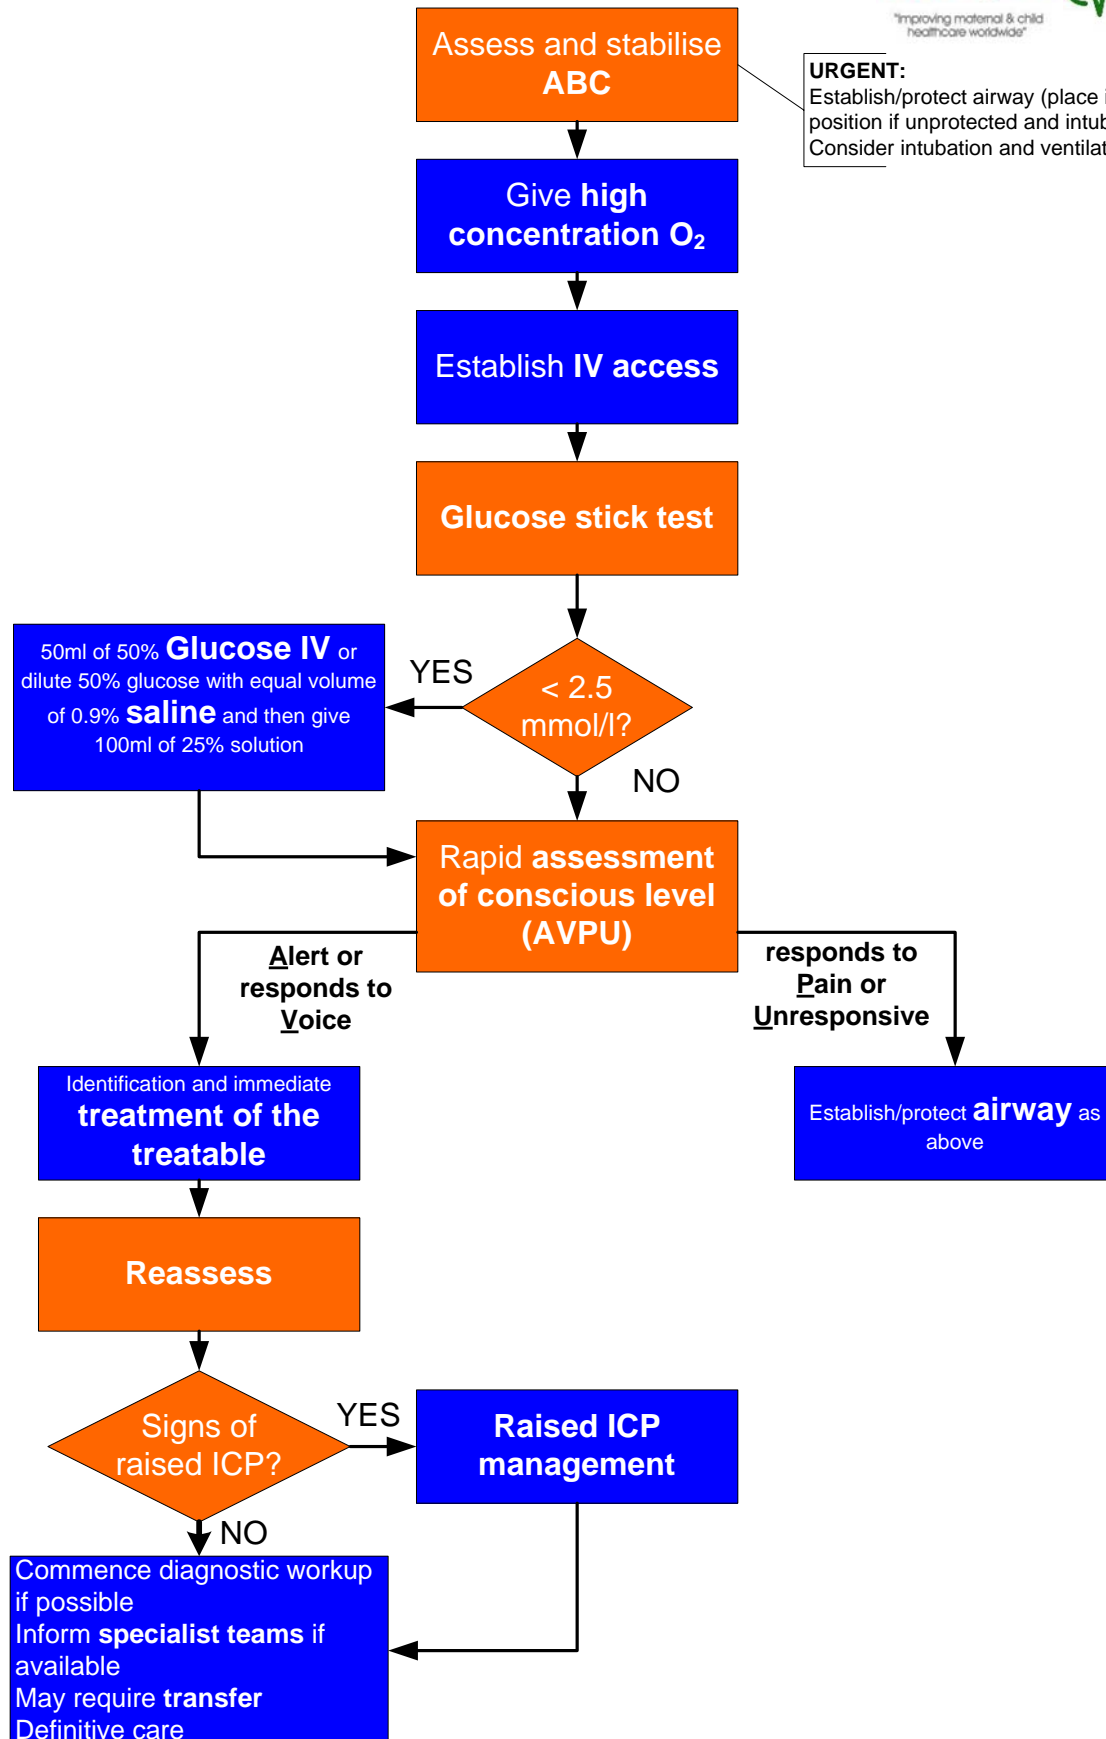 "Improving maternal & child
healthcare worldwide"
Assess and stabilise
ABC
URGENT:
Establish/protect airway (place i
position if unprotected and intub
Consider intubation and ventilat
Give high
concentration O₂
Establish IV access
Glucose stick test
50ml of 50% Glucose IV or
dilute 50% glucose with equal volume
of 0.9% saline and then give
100ml of 25% solution
YES
< 2.5
mmol/l?
NO
Rapid assessment
of conscious level
(AVPU)
Alert or
responds to
Voice
responds to
Pain or
Unresponsive
Identification and immediate
treatment of the
treatable
Establish/protect airway as
above
Reassess
Signs of
raised ICP?
YES
Raised ICP
management
NO
Commence diagnostic workup
if possible
Inform specialist teams if
available
May require transfer
Definitive care